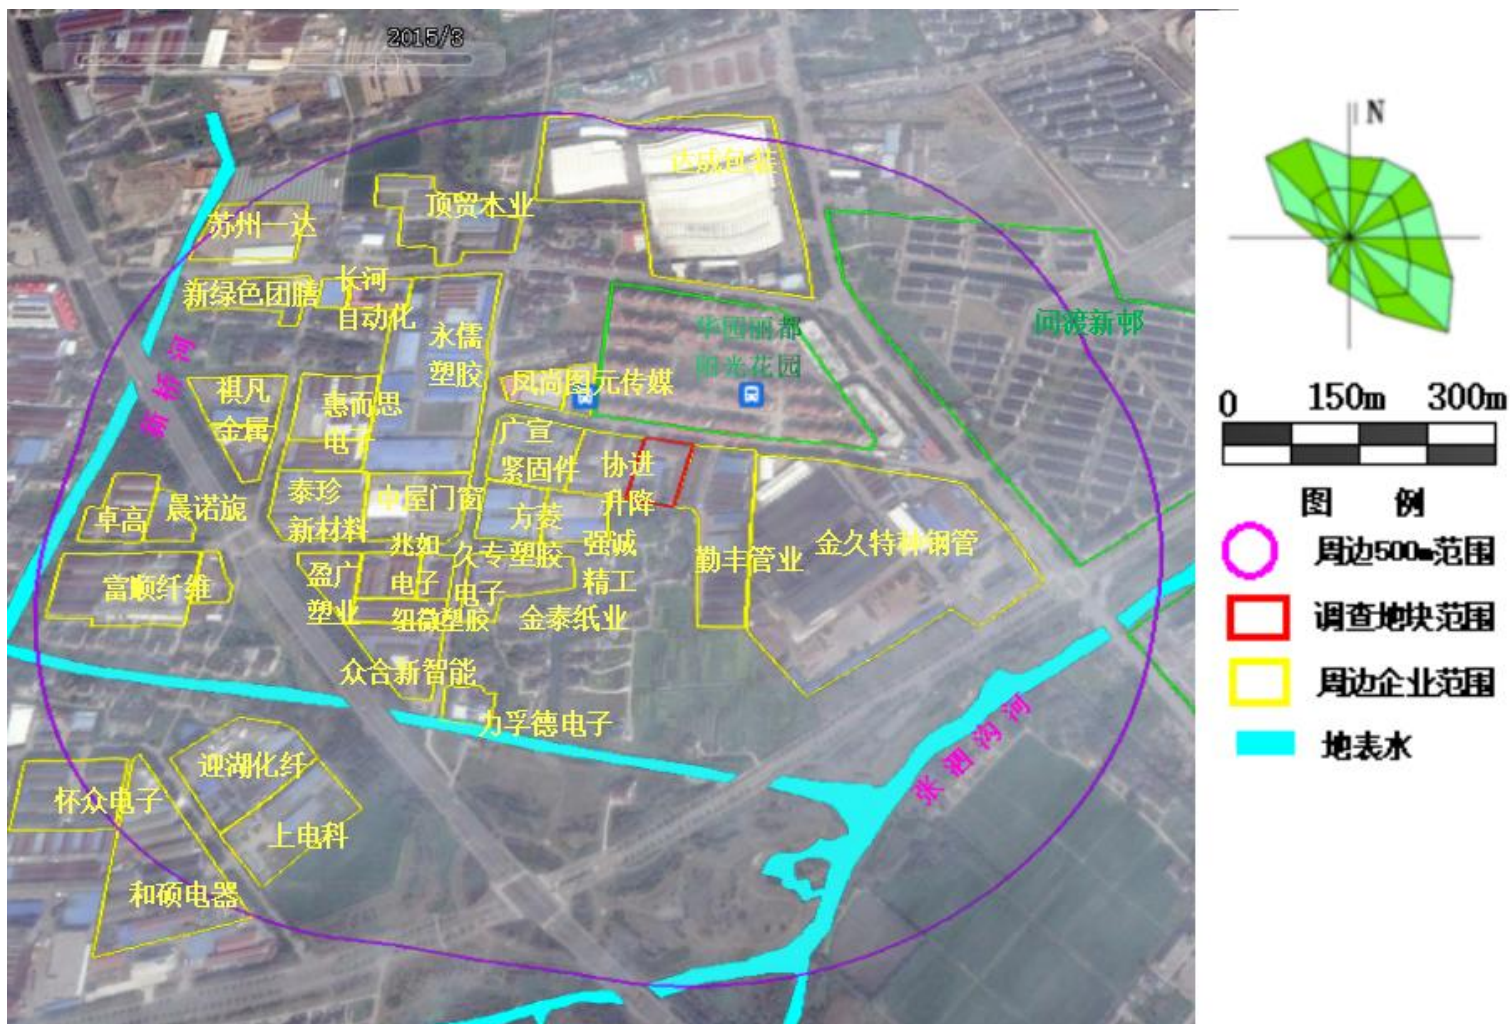 2015/3
N
达成包装
顶贸木业
苏州一达
长河
自动化
新绿色团膳
永儒
塑胶
华园丽都
阳光花园
间渡新邨
凤尚图元传媒
祺凡
金属
惠而思
电子
新桥河
广宣
紧固件
协进
升降
泰珍
新材料
中屋门窗
方菱
卓高
晨诺旎
兆如
电子
久专塑胶
电子
强诚
精工
勤丰管业
金久特种钢管
富顺纤维
盈广
塑业
金泰纸业
众合新智能
力孚德电子
张泗沟河
迎湖化纤
怀众电子
上电科
和硕电器
0 150m 300m
图 例
周边500m范围
调查地块范围
周边企业范围
地表水